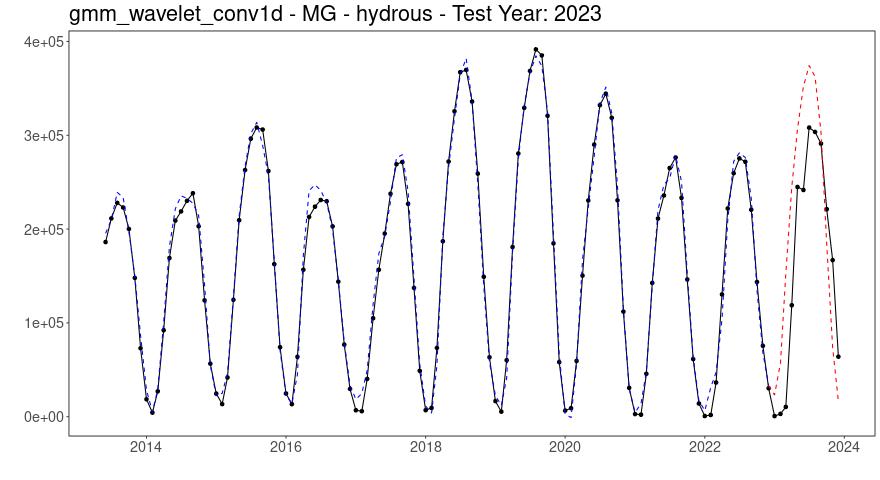 gmm_wavelet_conv1d - MG - hydrous - Test Year: 2023
4e+05
3e+05
2e+05
1e+05
0e+00
2014 2016 2018 2020 2022 2024